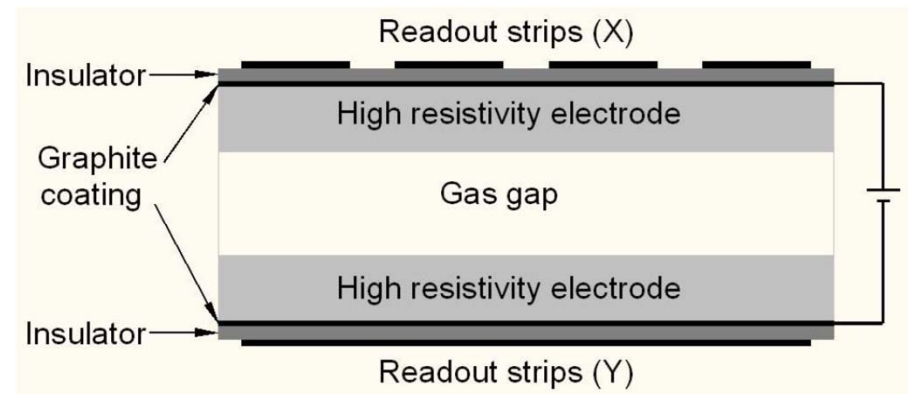 Readout strips (X)
Insulator
High resistivity electrode
Graphite
coating
Gas gap
High resistivity electrode
Insulator
Readout strips (Y)